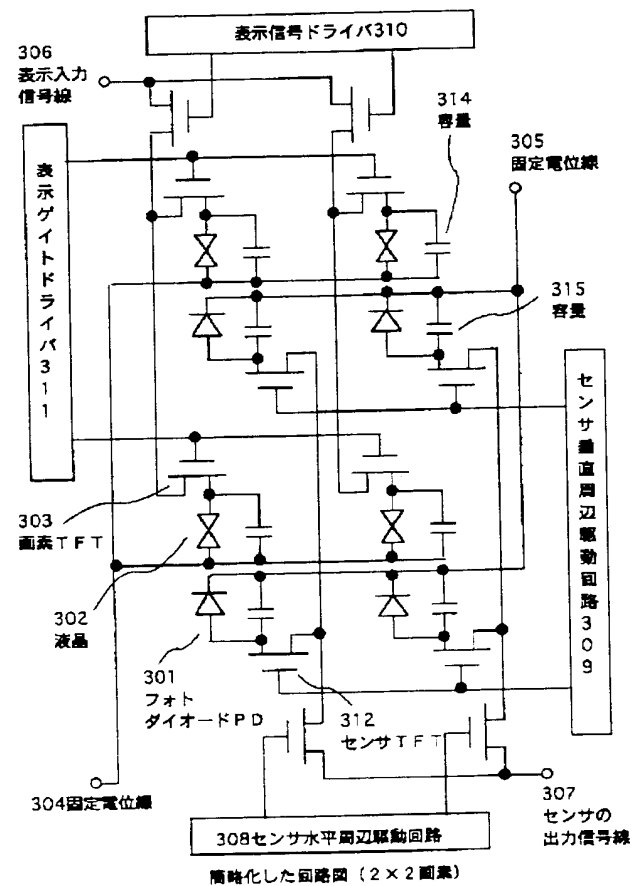 表示信号ドライバ310
306
表示入力
信号線
314
容量
305
固定電位線
表示ゲイトドライバ311
315
容量
センサ垂直周辺駆動回路309
303
画素TFT
302
液晶
301
フォト
ダイオードPD
312
センサTFT
304固定電位線
307
センサの
出力信号線
308センサ水平周辺駆動回路
簡略化した回路図(2×2画素)